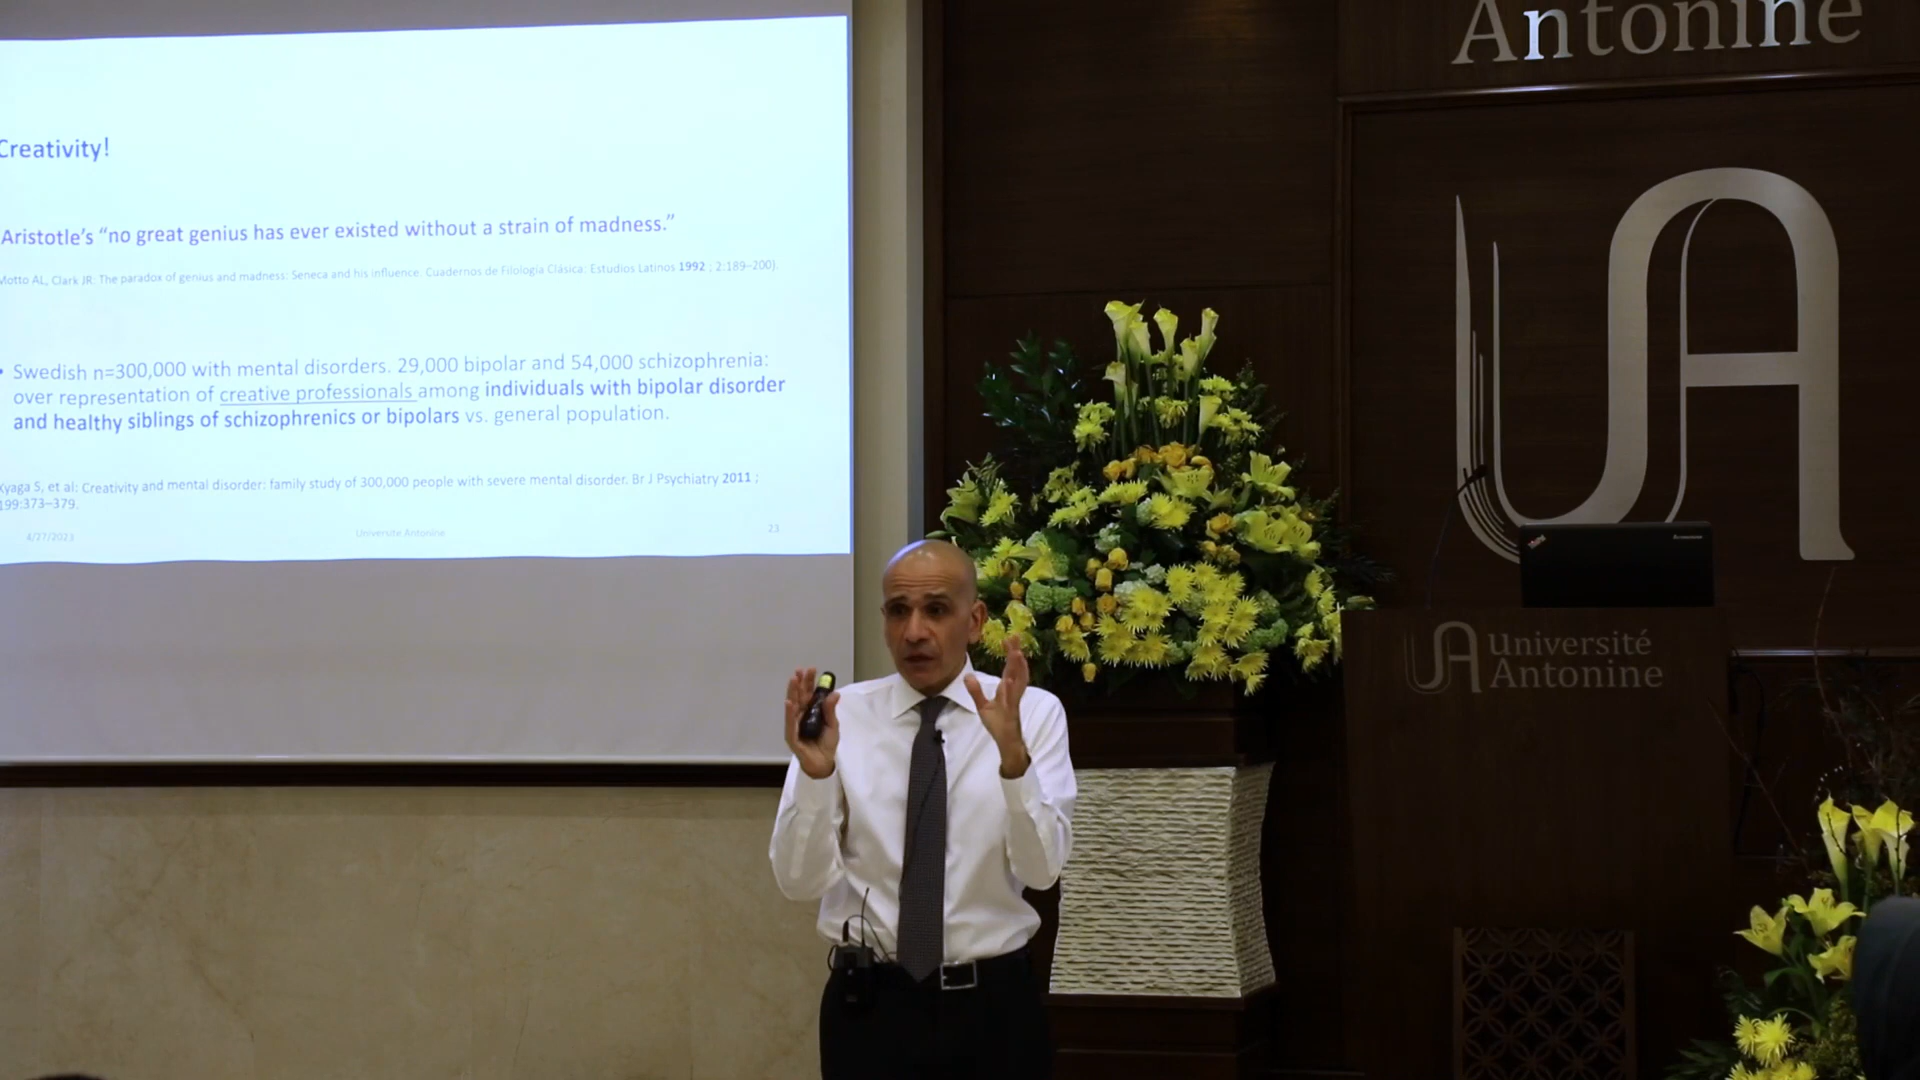 Creativity!
Aristotle's “no great genius has ever existed without a strain of madness.”
Motto AL, Clark JR: The paradox of genius and madness: Seneca and his influence. Cuadernos de Filología Clásica: Estudios Latinos 1992 ; 2:189–200).
• Swedish n=300,000 with mental disorders. 29,000 bipolar and 54,000 schizophrenia:
over representation of creative professionals among individuals with bipolar disorder
and healthy siblings of schizophrenics or bipolars vs. general population.
Kyaga S, et al: Creativity and mental disorder: family study of 300,000 people with severe mental disorder. Br J Psychiatry 2011 ;
199:373–379.
4/27/2023
Universite Antonine
23
Antonine
UA
UA
Université
Antonine